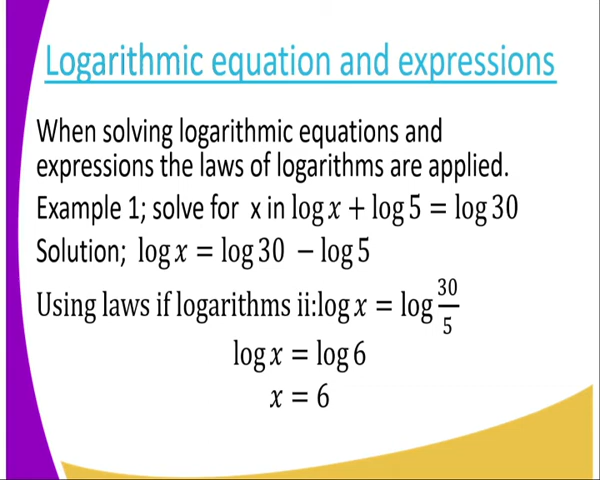 Logarithmic equation and expressions
When solving logarithmic equations and
expressions the laws of logarithms are applied.
Example 1; solve for x in log x + log 5 = log 30
Solution; log x = log 30 − log 5
Using laws if logarithms ii:log x = log 30/5
log x = log 6
x = 6